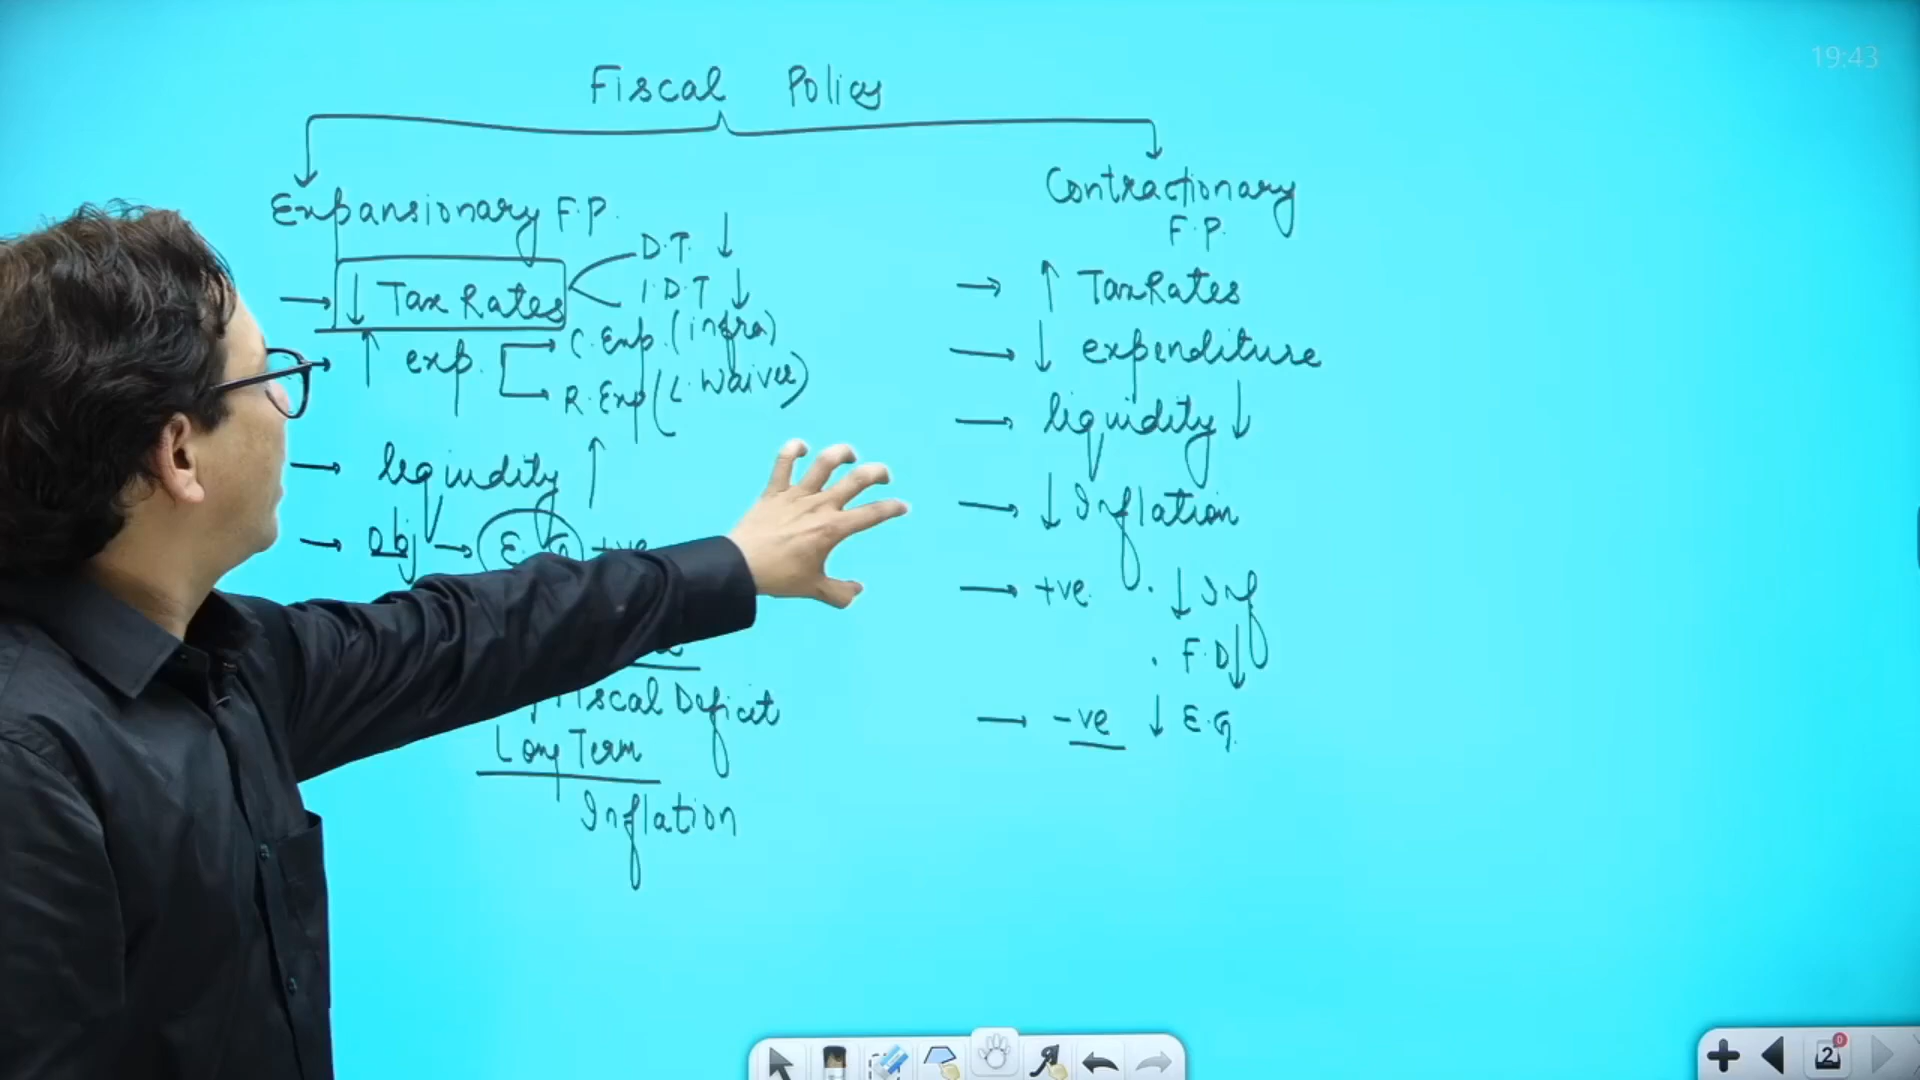 19:43
Fiscal Policy
Expansionary F.P.
↓ Tax Rates
D.T. ↓
I.D.T ↓
↑ exp.
C. Exp. (infra)
R. Exp (L. Waiver)
→ liquidity ↑
→ obj → E.G +ve
Fiscal Deficit
Long Term
Inflation
Contractionary
F.P.
→ ↑ Tax Rates
→ ↓ expenditure
→ liquidity ↓
→ ↓ Inflation
→ +ve . ↓ Inf
. F.D ↓
→ -ve ↓ E.G.
2